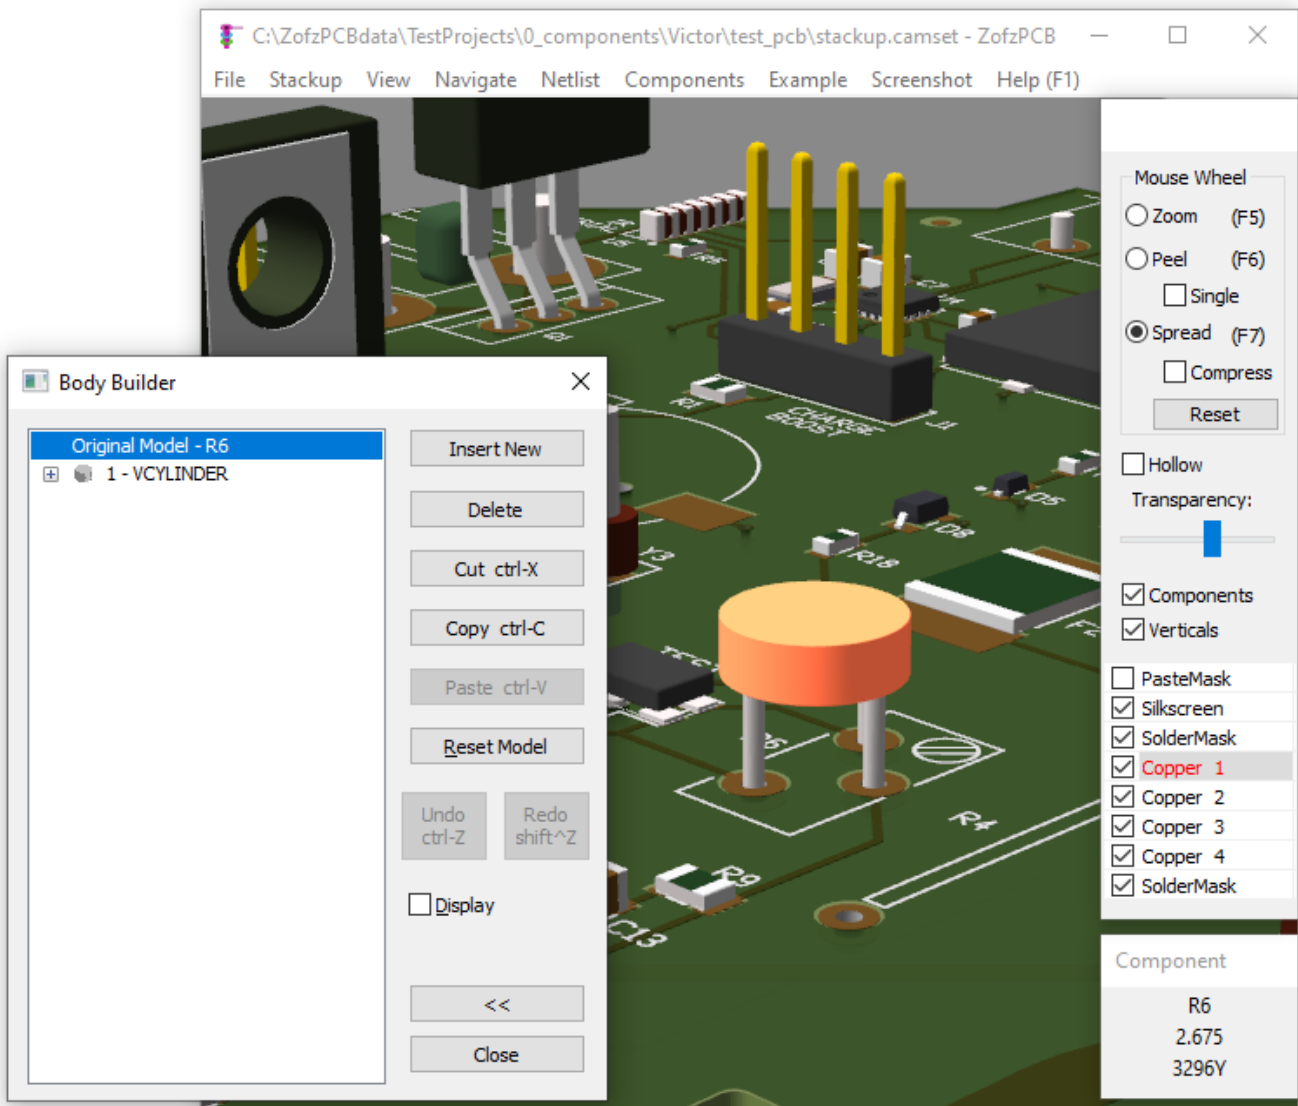 C:\ZofzPCBdata\TestProjects\0_components\Victor\test_pcb\stackup.camset - ZofzPCB
File Stackup View Navigate Netlist Components Example Screenshot Help (F1)
Mouse Wheel
Zoom (F5)
Peel (F6)
Single
Spread (F7)
Compress
Reset
Hollow
Transparency:
Components
Verticals
PasteMask
Silkscreen
SolderMask
Copper 1
Copper 2
Copper 3
Copper 4
SolderMask
Component
R6
2.675
3296Y
Body Builder
Original Model - R6
1 - VCYLINDER
Insert New
Delete
Cut ctrl-X
Copy ctrl-C
Paste ctrl-V
Reset Model
Undo ctrl-Z
Redo shift^Z
Display
<<
Close
Q1
R1
CHARGE
BOOST
J1
D5
D8
R18
Y3
R4
R9
C13